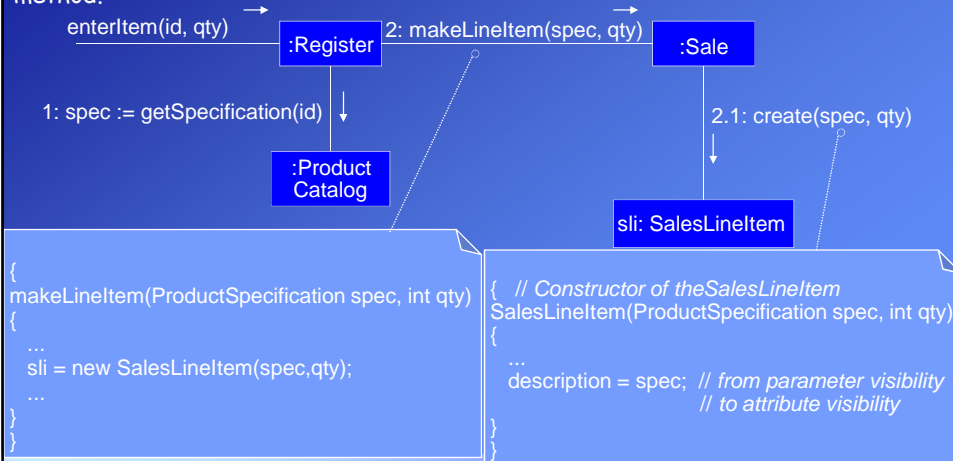 method.
enterItem(id, qty)
:Register
2: makeLineItem(spec, qty)
:Sale
1: spec := getSpecification(id)
2.1: create(spec, qty)
:Product
Catalog
sli: SalesLineItem
{
makeLineItem(ProductSpecification spec, int qty)
{
...
sli = new SalesLineItem(spec,qty);
...
}
}
{ // Constructor of theSalesLineItem
SalesLineItem(ProductSpecification spec, int qty)
{
...
description = spec; // from parameter visibility
// to attribute visibility
}
}